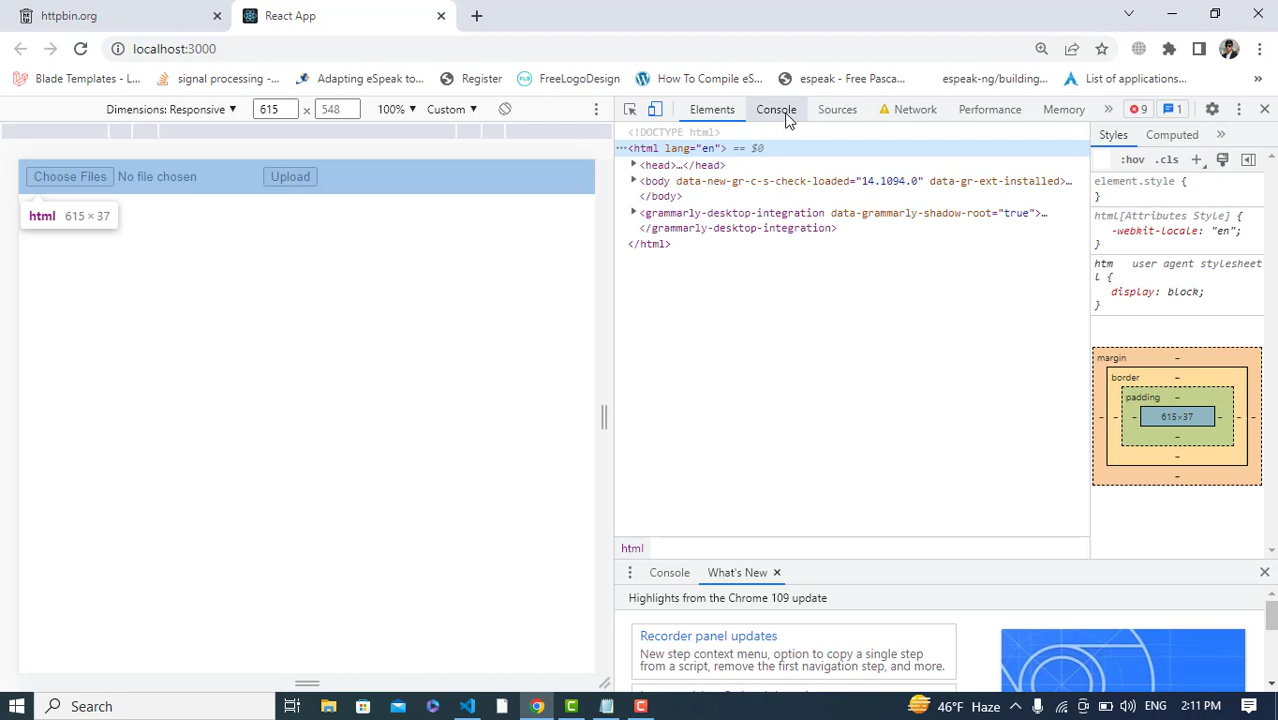 httpbin.org
React App
localhost:3000
Blade Templates - L...
signal processing -...
Adapting eSpeak to...
Register
FreeLogoDesign
How To Compile eS...
espeak - Free Pasca...
espeak-ng/building...
List of applications...
Dimensions: Responsive
615 × 548
100%
Custom
Elements
Console
Sources
Network
Performance
Memory
9
1
<!DOCTYPE html>
<html lang="en"> == $0
<head>…</head>
<body data-new-gr-c-s-check-loaded="14.1094.0" data-gr-ext-installed>…
</body>
<grammarly-desktop-integration data-grammarly-shadow-root="true">…
</grammarly-desktop-integration>
</html>
Choose Files No file chosen
Upload
html 615 × 37
Styles
Computed
:hov .cls
element.style {
}
html[Attributes Style] {
-webkit-locale: "en";
}
htm user agent stylesheet
l {
display: block;
}
margin
border
padding
615×37
html
Console
What's New
Highlights from the Chrome 109 update
Recorder panel updates
New step context menu, option to copy a single step
from a script, remove the first navigation step, and more.
Search
46°F Haze
ENG
2:11 PM